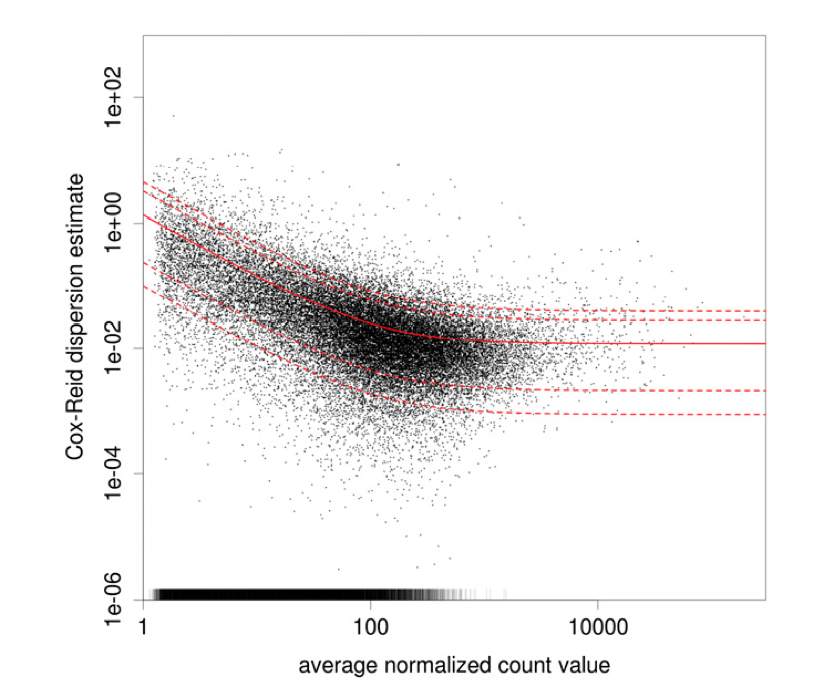 1e+02
1e+00
1e-02
1e-04
1e-06
Cox-Reid dispersion estimate
1 100 10000
average normalized count value